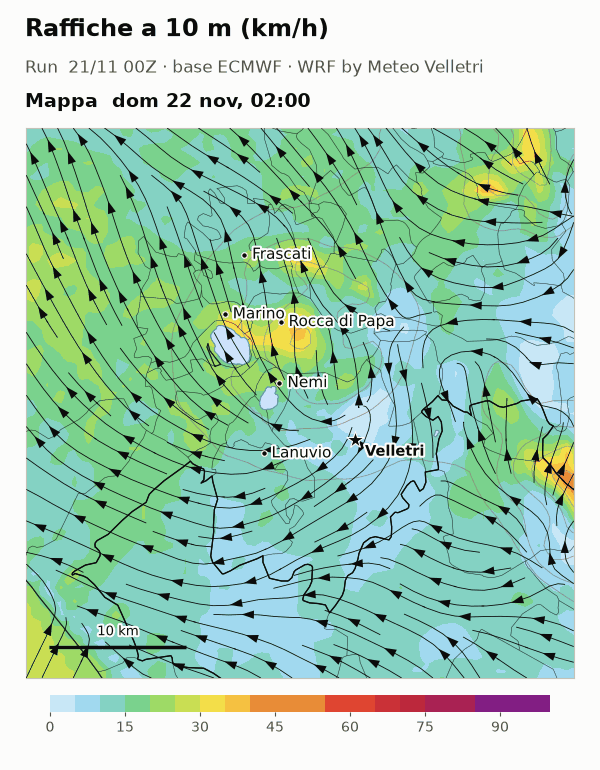 Raffiche a 10 m (km/h)
Run  21/11 00Z · base ECMWF · WRF by Meteo Velletri
Mappa  dom 22 nov, 02:00
Frascati
Marino
Rocca di Papa
Nemi
Velletri
Lanuvio
10 km
0 15 30 45 60 75 90